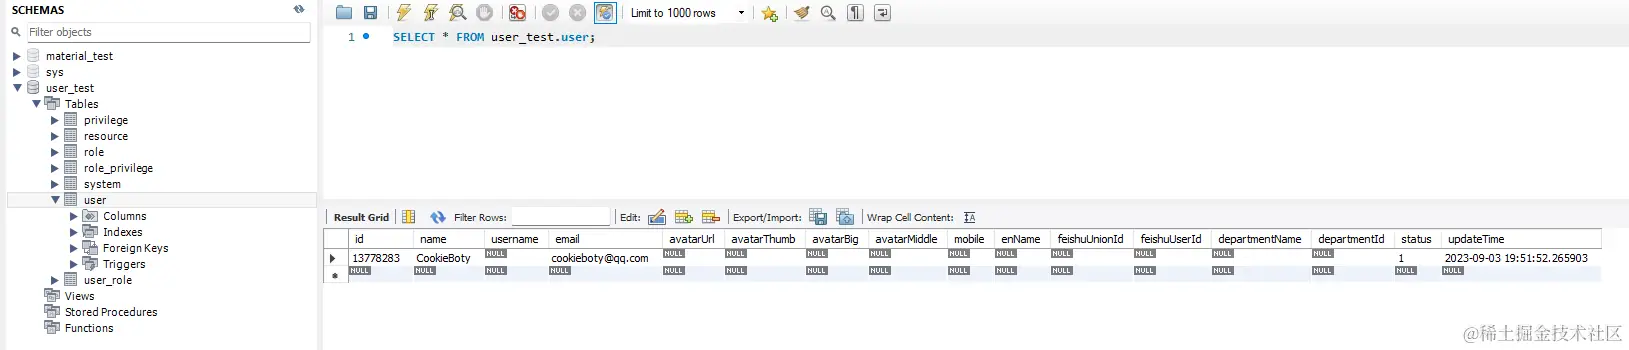 SCHEMAS
Filter objects
material_test
sys
user_test
Tables
privilege
resource
role
role_privilege
system
user
Columns
Indexes
Foreign Keys
Triggers
user_role
Views
Stored Procedures
Functions
Limit to 1000 rows
1 SELECT * FROM user_test.user;
Result Grid Filter Rows: Edit: Export/Import: Wrap Cell Content:
id name username email avatarUrl avatarThumb avatarBig avatarMiddle mobile enName feishuUnionId feishuUserId departmentName departmentId status updateTime
13778283 CookieBoty NULL cookieboty@qq.com NULL NULL NULL NULL NULL NULL NULL NULL NULL NULL 1 2023-09-03 19:51:52.265903
NULL NULL NULL NULL NULL NULL NULL NULL NULL NULL NULL NULL NULL NULL NULL NULL
@稀土掘金技术社区